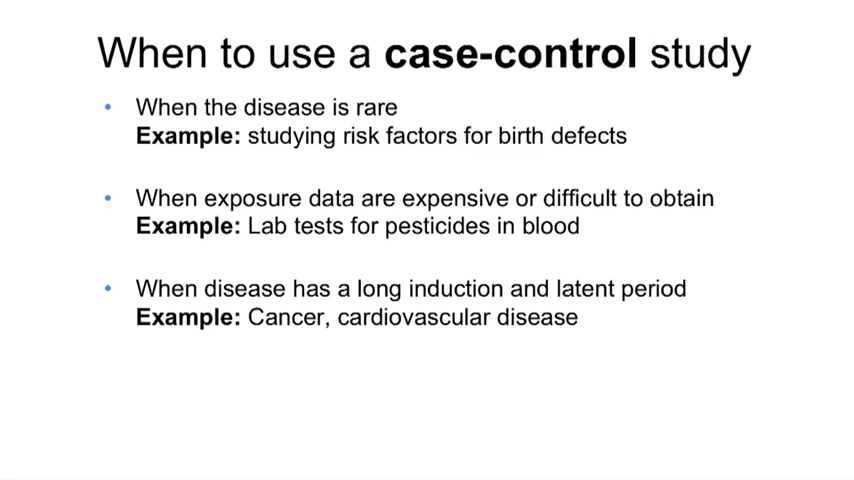 When to use a case-control study
• When the disease is rare
Example: studying risk factors for birth defects
• When exposure data are expensive or difficult to obtain
Example: Lab tests for pesticides in blood
• When disease has a long induction and latent period
Example: Cancer, cardiovascular disease